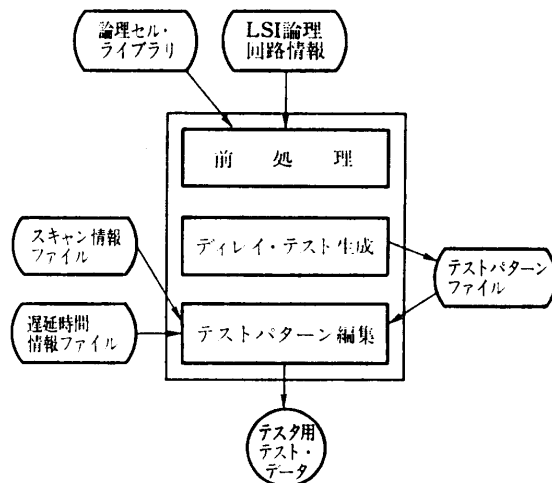 論理セル・
ライブラリ
LSI論理
回路情報
前処理
ディレイ・テスト生成
スキャン情報
ファイル
テストパターン
ファイル
遅延時間
情報ファイル
テストパターン編集
テスタ用
テスト・
データ